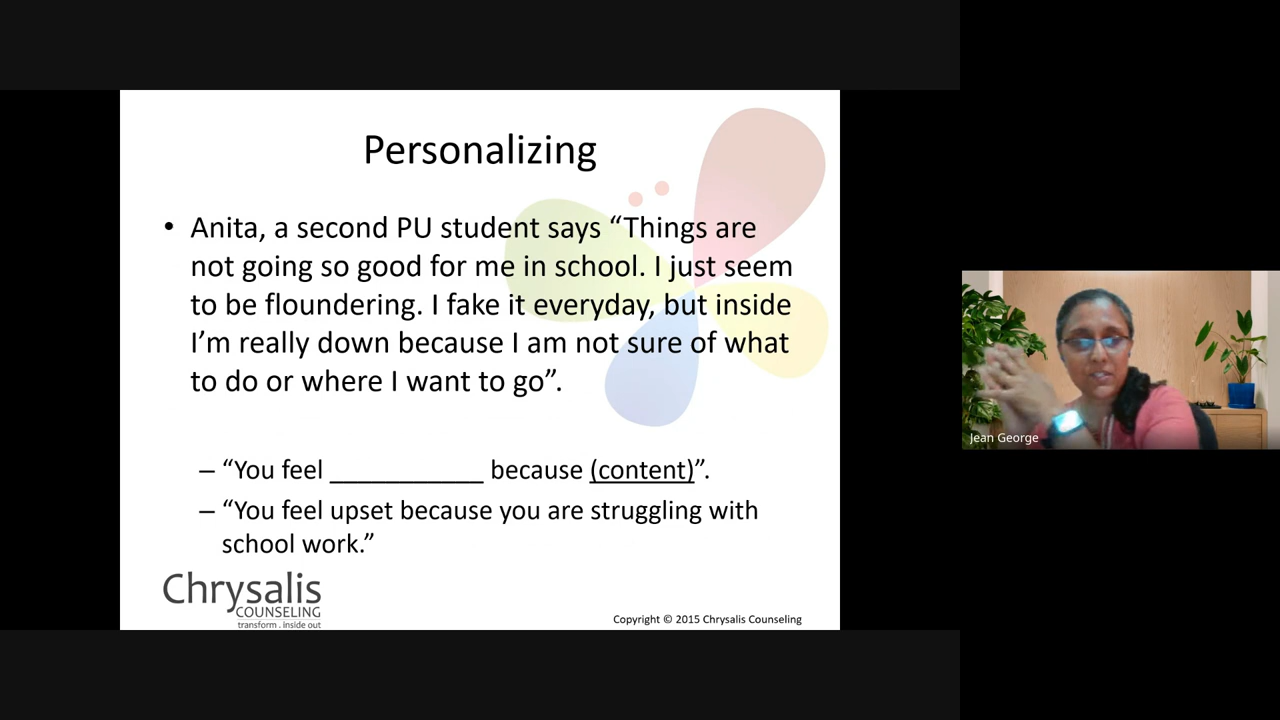 Personalizing
• Anita, a second PU student says “Things are
not going so good for me in school. I just seem
to be floundering. I fake it everyday, but inside
I’m really down because I am not sure of what
to do or where I want to go”.
– “You feel ___________ because (content)”.
– “You feel upset because you are struggling with
school work.”
Chrysalis
COUNSELING
transform . inside out
Copyright © 2015 Chrysalis Counseling
Jean George